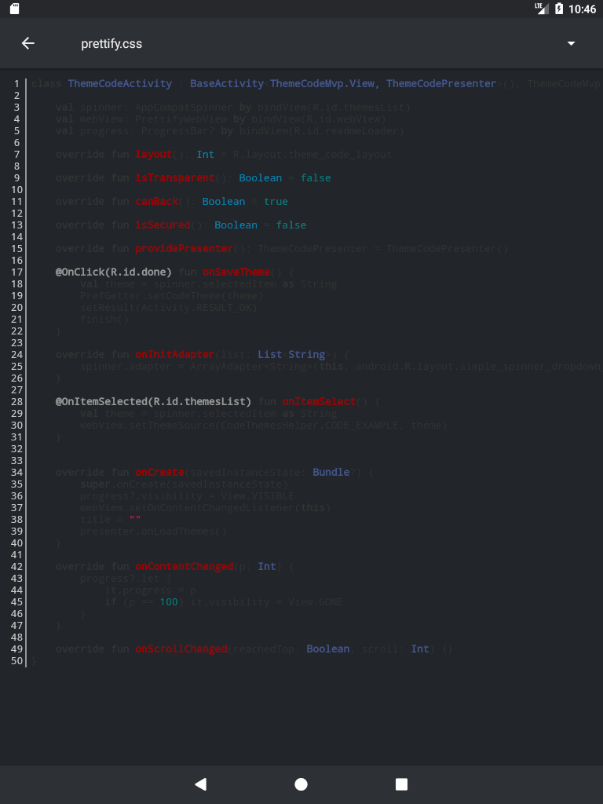 LTE 10:46
prettify.css
1 class ThemeCodeActivity : BaseActivity<ThemeCodeMvp.View, ThemeCodePresenter>(), ThemeCodeMvp
2
3 val spinner: AppCompatSpinner by bindView(R.id.themesList)
4 val webView: PrettifyWebView by bindView(R.id.webView)
5 val progress: ProgressBar? by bindView(R.id.readmeLoader)
6
7 override fun layout(): Int = R.layout.theme_code_layout
8
9 override fun isTransparent(): Boolean = false
10
11 override fun canBack(): Boolean = true
12
13 override fun isSecured(): Boolean = false
14
15 override fun providePresenter(): ThemeCodePresenter = ThemeCodePresenter()
16
17 @OnClick(R.id.done) fun onSaveTheme() {
18 val theme = spinner.selectedItem as String
19 PrefGetter.setCodeTheme(theme)
20 setResult(Activity.RESULT_OK)
21 finish()
22 }
23
24 override fun onInitAdapter(list: List<String>) {
25 spinner.adapter = ArrayAdapter<String>(this, android.R.layout.simple_spinner_dropdown
26 }
27
28 @OnItemSelected(R.id.themesList) fun onItemSelect() {
29 val theme = spinner.selectedItem as String
30 webView.setThemeSource(CodeThemesHelper.CODE_EXAMPLE, theme)
31 }
32
33
34 override fun onCreate(savedInstanceState: Bundle?) {
35 super.onCreate(savedInstanceState)
36 progress?.visibility = View.VISIBLE
37 webView.setOnContentChangedListener(this)
38 title = ""
39 presenter.onLoadThemes()
40 }
41
42 override fun onContentChanged(p: Int) {
43 progress?.let {
44 it.progress = p
45 if (p == 100) it.visibility = View.GONE
46 }
47 }
48
49 override fun onScrollChanged(reachedTop: Boolean, scroll: Int) {}
50 }